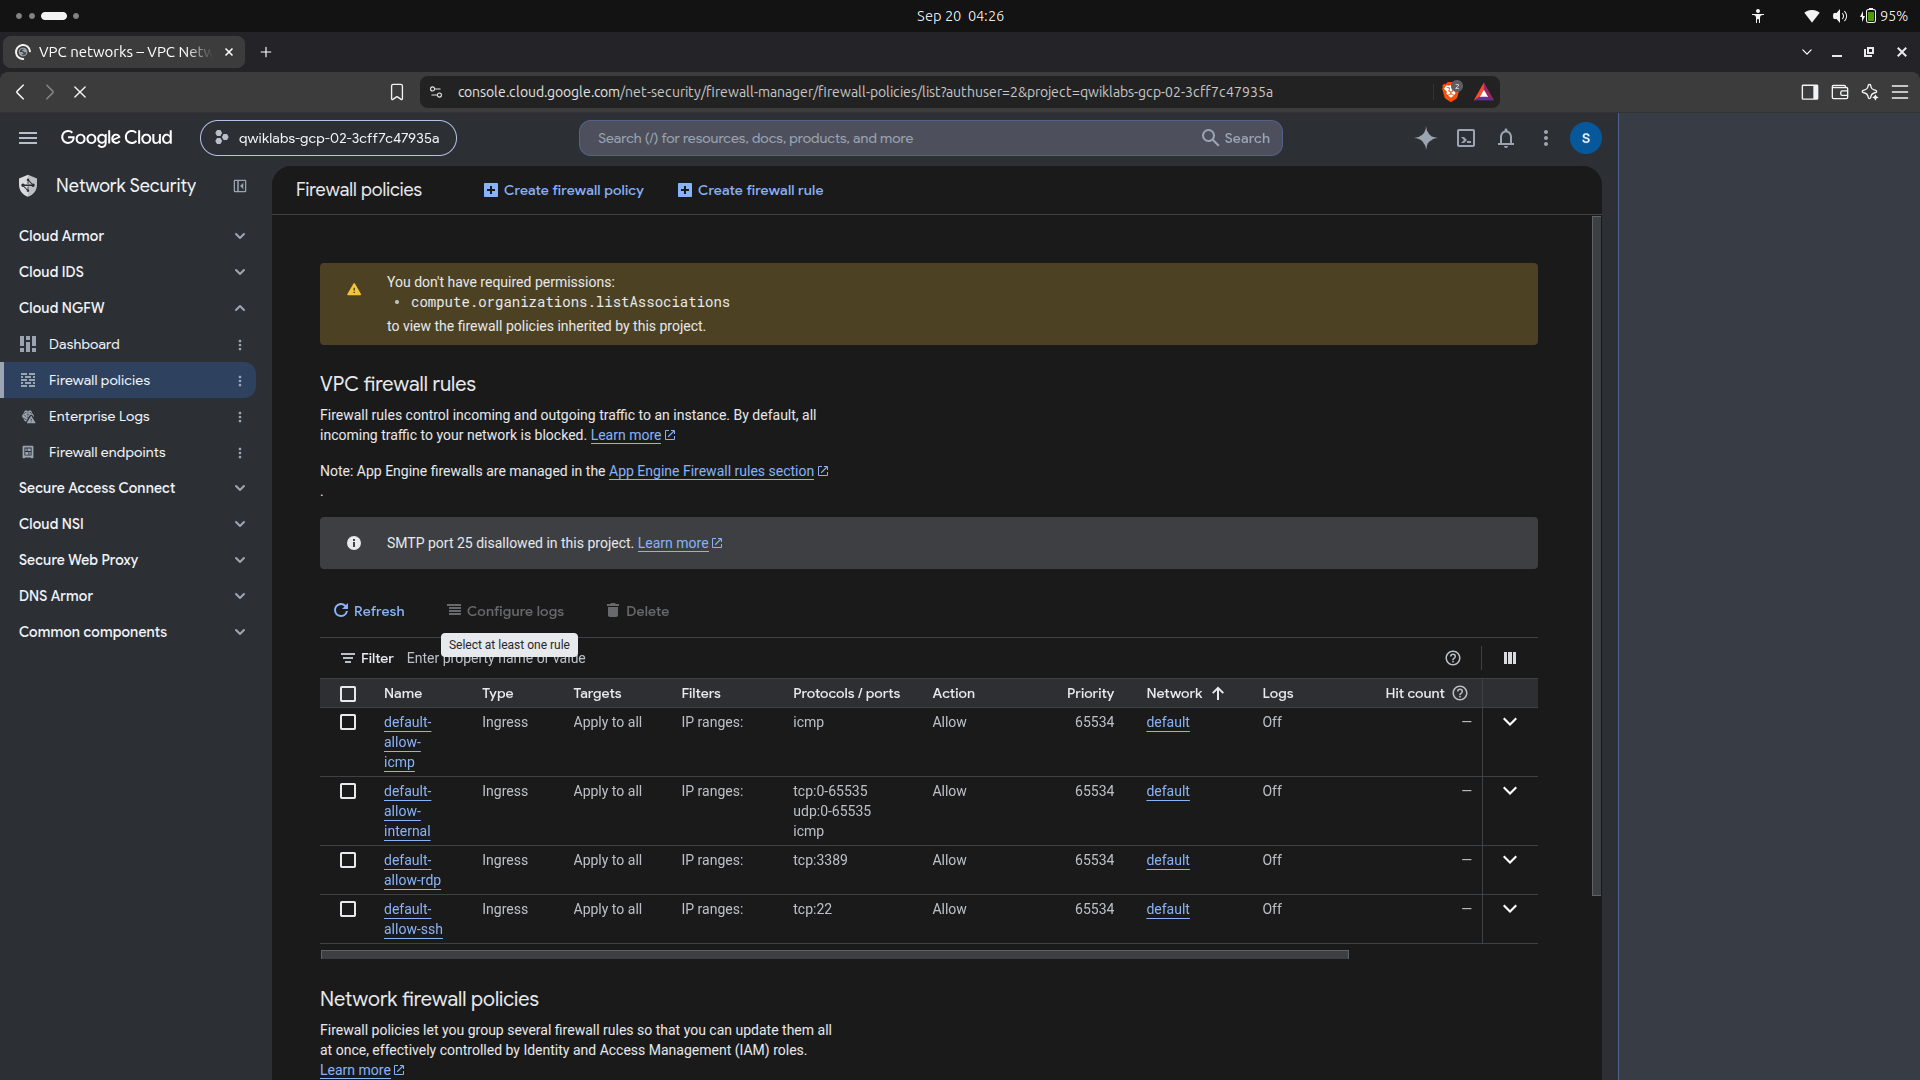 Sep 20 04:26
95%
VPC networks – VPC Netw
console.cloud.google.com/net-security/firewall-manager/firewall-policies/list?authuser=2&project=qwiklabs-gcp-02-3cff7c47935a
2
Google Cloud
qwiklabs-gcp-02-3cff7c47935a
Search (/) for resources, docs, products, and more
Search
S
Network Security
Cloud Armor
Cloud IDS
Cloud NGFW
Dashboard
Firewall policies
Enterprise Logs
Firewall endpoints
Secure Access Connect
Cloud NSI
Secure Web Proxy
DNS Armor
Common components
Firewall policies
Create firewall policy
Create firewall rule
You don't have required permissions:
• compute.organizations.listAssociations
to view the firewall policies inherited by this project.
VPC firewall rules
Firewall rules control incoming and outgoing traffic to an instance. By default, all
incoming traffic to your network is blocked. Learn more
Note: App Engine firewalls are managed in the App Engine Firewall rules section
.
SMTP port 25 disallowed in this project. Learn more
Refresh
Configure logs
Delete
Select at least one rule
Filter Enter property name or value
Name Type Targets Filters Protocols / ports Action Priority Network Logs Hit count
default- Ingress Apply to all IP ranges: icmp Allow 65534 default Off –
allow-
icmp
default- Ingress Apply to all IP ranges: tcp:0-65535 Allow 65534 default Off –
allow- udp:0-65535
internal icmp
default- Ingress Apply to all IP ranges: tcp:3389 Allow 65534 default Off –
allow-rdp
default- Ingress Apply to all IP ranges: tcp:22 Allow 65534 default Off –
allow-ssh
Network firewall policies
Firewall policies let you group several firewall rules so that you can update them all
at once, effectively controlled by Identity and Access Management (IAM) roles.
Learn more